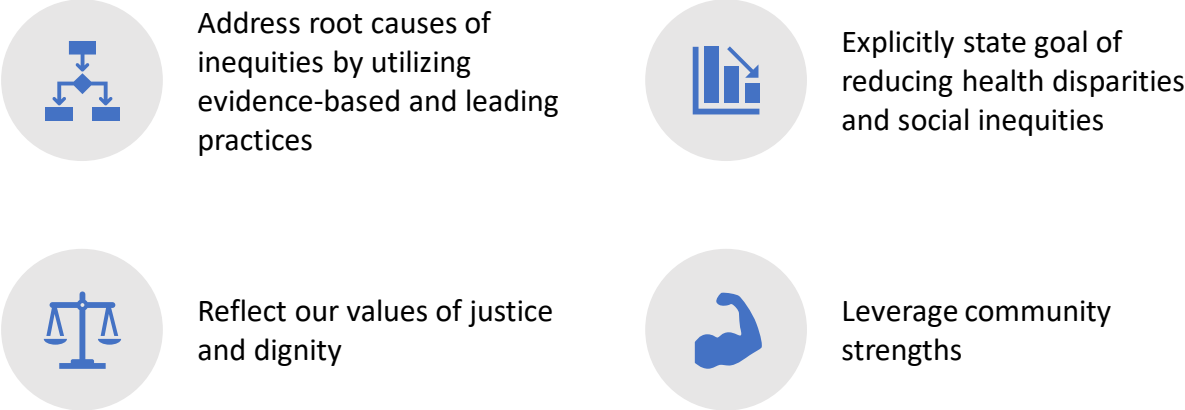 Address root causes of
inequities by utilizing
evidence-based and leading
practices
Explicitly state goal of
reducing health disparities
and social inequities
Reflect our values of justice
and dignity
Leverage community
strengths